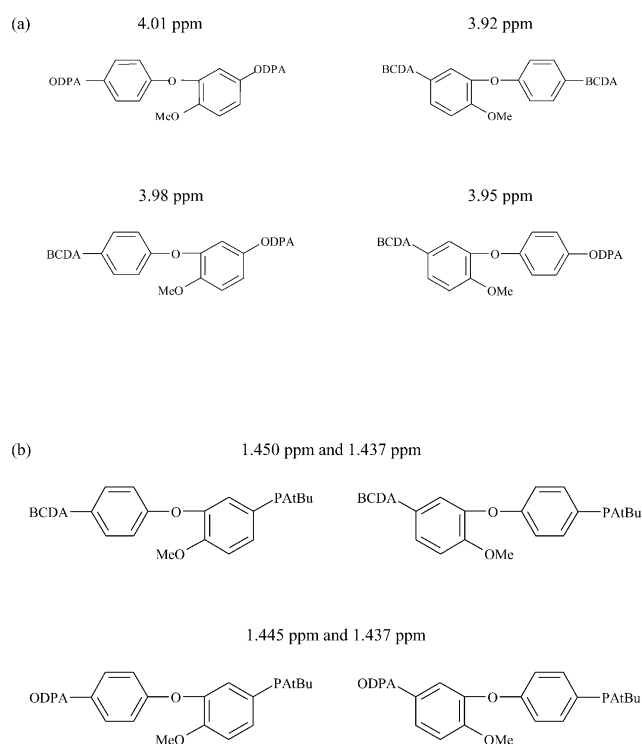 (a)
4.01 ppm
3.92 ppm
ODPA O ODPA
MeO
BCDA O BCDA
OMe
3.98 ppm
3.95 ppm
BCDA O ODPA
MeO
BCDA O ODPA
OMe
(b)
1.450 ppm and 1.437 ppm
BCDA O PAtBu
MeO
BCDA O PAtBu
OMe
1.445 ppm and 1.437 ppm
ODPA O PAtBu
MeO
ODPA O PAtBu
OMe